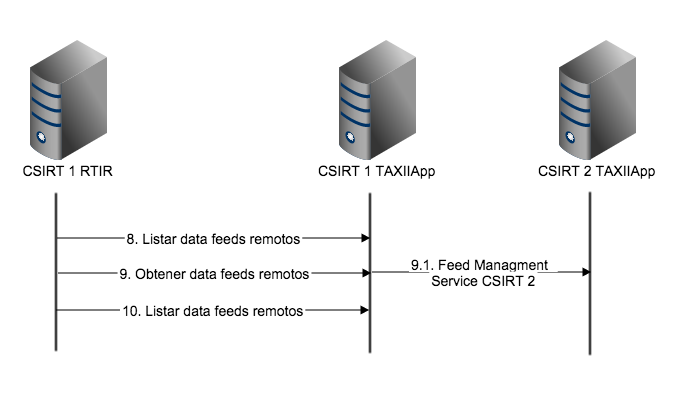 CSIRT 1 RTIR
CSIRT 1 TAXIIApp
CSIRT 2 TAXIIApp
8. Listar data feeds remotos
9. Obtener data feeds remotos
9.1. Feed Managment
Service CSIRT 2
10. Listar data feeds remotos